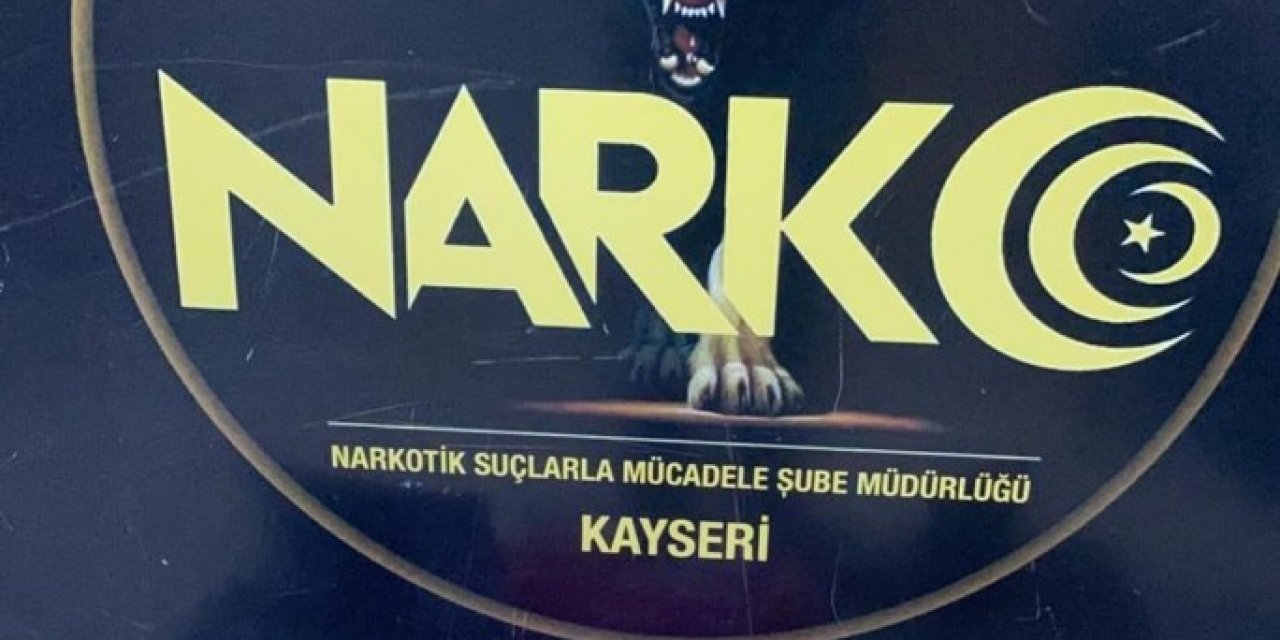 NARKO
NARKOTİK SUÇLARLA MÜCADELE ŞUBE MÜDÜRLÜĞÜ
KAYSERİ